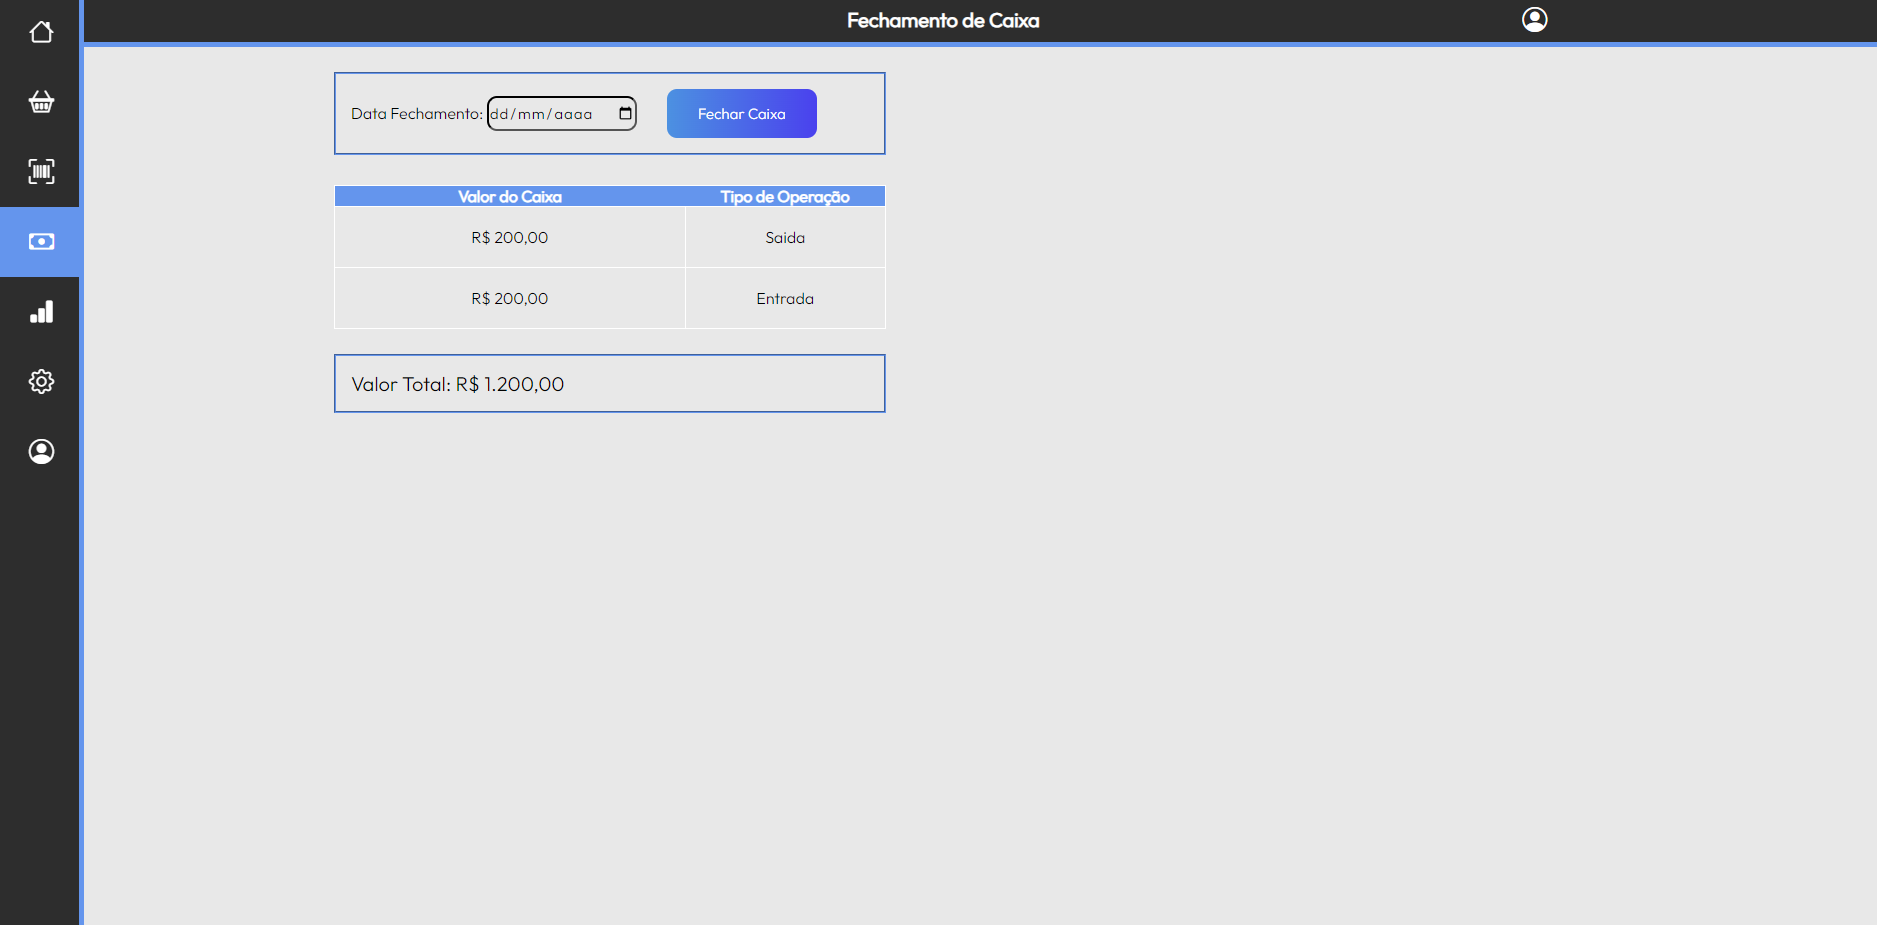 Fechamento de Caixa
Data Fechamento: dd/mm/aaaa Fechar Caixa
Valor do Caixa Tipo de Operação
R$ 200,00 Saida
R$ 200,00 Entrada
Valor Total: R$ 1.200,00